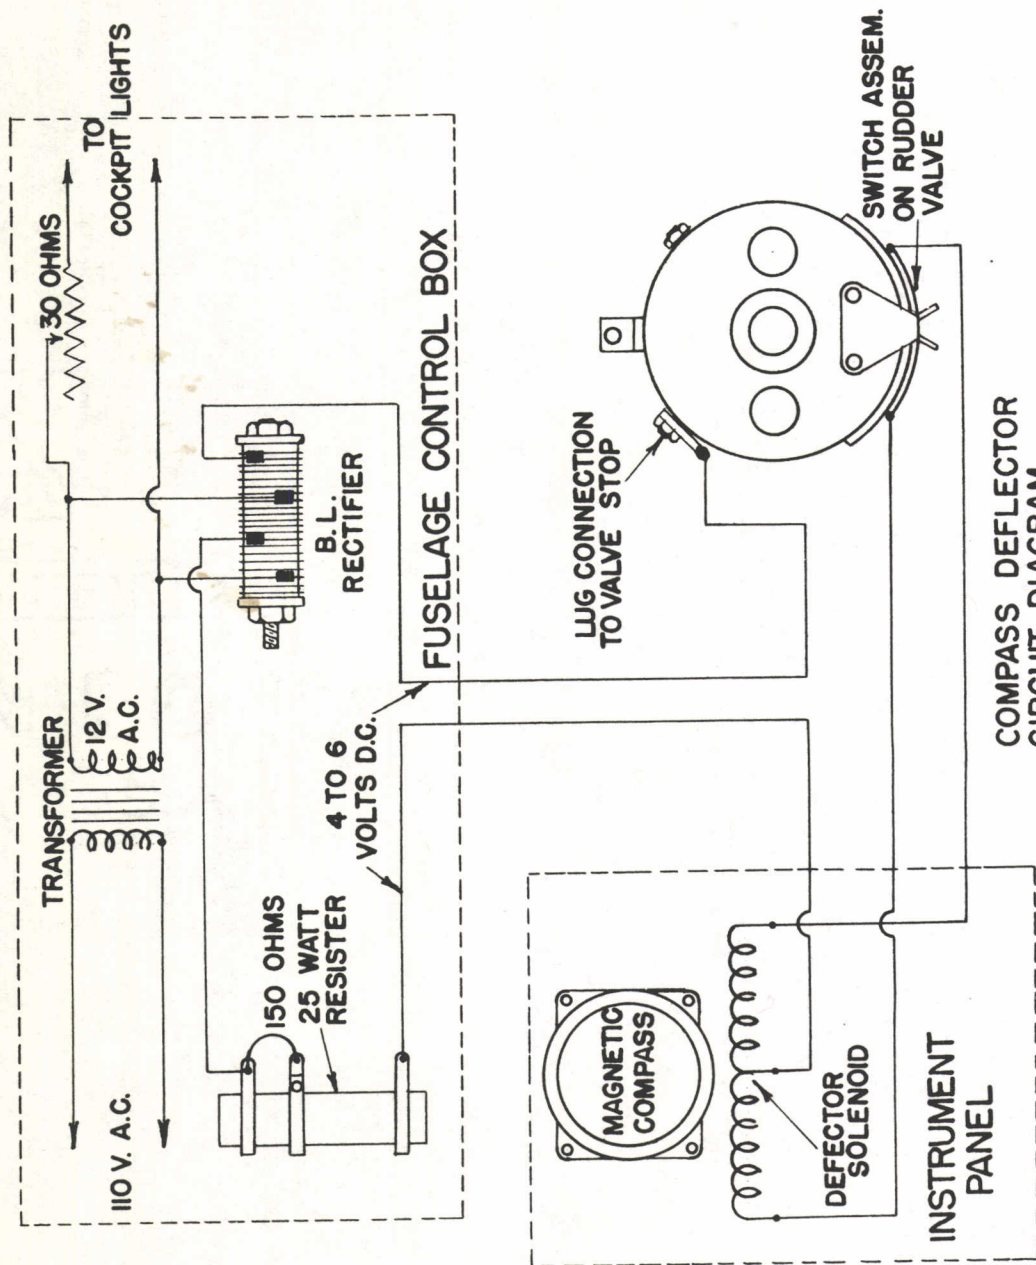 TRANSFORMER
110 V. A.C.
12 V.
A.C.
30 OHMS
TO
COCKPIT LIGHTS
B. L.
RECTIFIER
150 OHMS
25 WATT
RESISTER
4 TO 6
VOLTS D.C.
FUSELAGE CONTROL BOX
MAGNETIC
COMPASS
DEFECTOR
SOLENOID
INSTRUMENT
PANEL
LUG CONNECTION
TO VALVE STOP
SWITCH ASSEM.
ON RUDDER
VALVE
COMPASS DEFLECTOR
CIRCUIT DIAGRAM